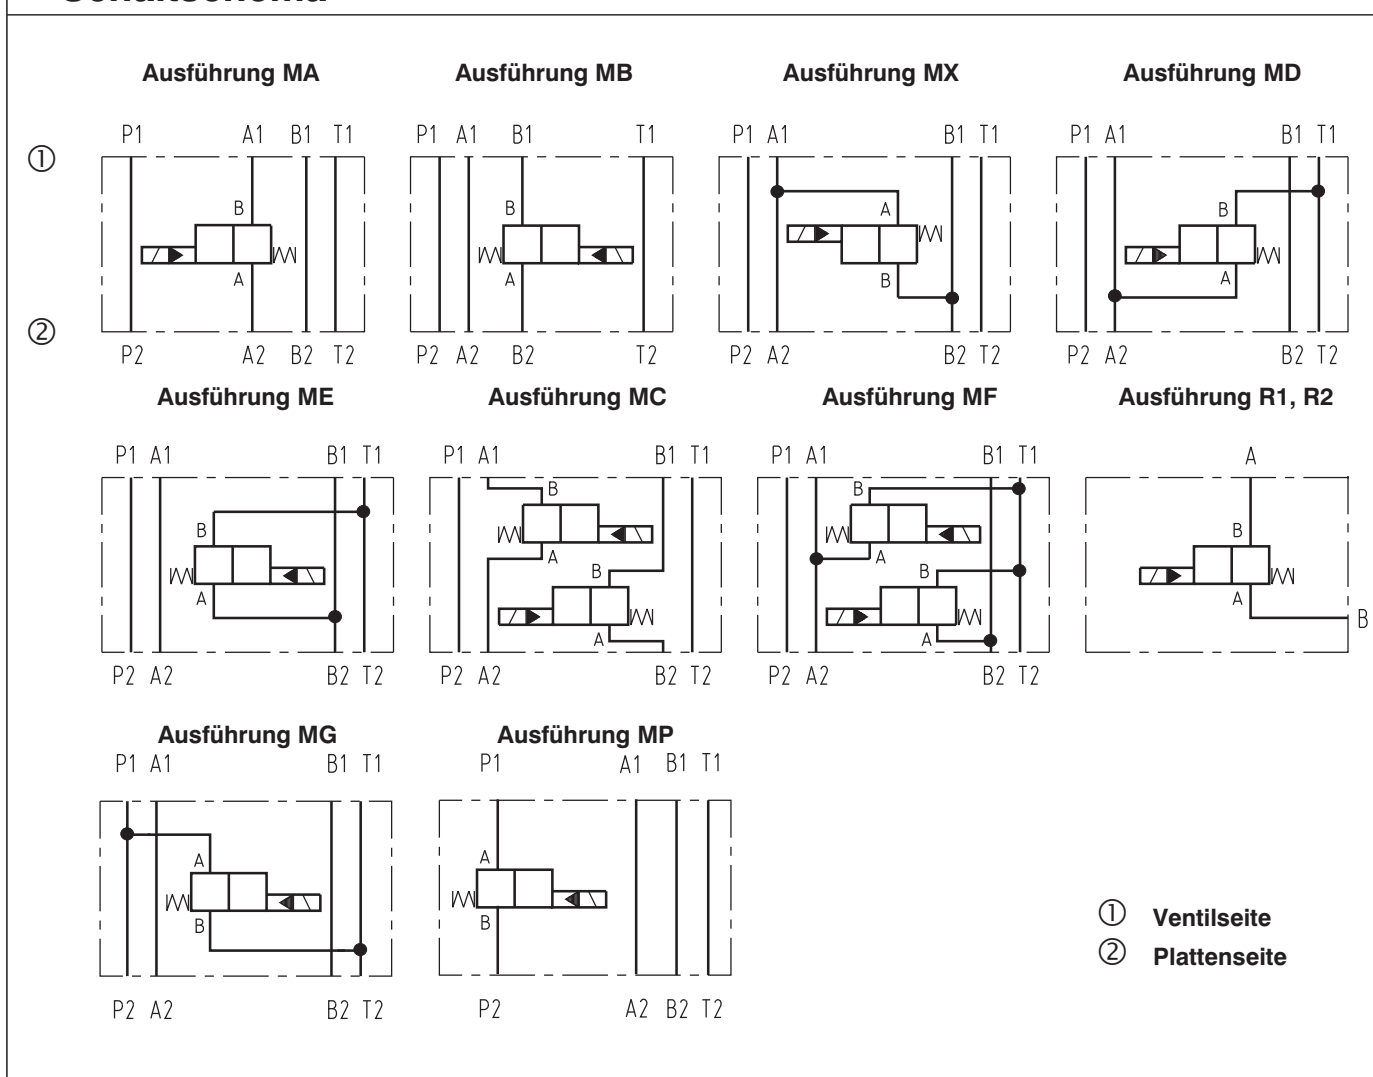 Ausführung MA Ausführung MB Ausführung MX Ausführung MD
P1 A1 B1 T1 P1 A1 B1 T1 P1 A1 B1 T1 P1 A1 B1 T1
①
B B A B
A A B A
②
P2 A2 B2 T2 P2 A2 B2 T2 P2 A2 B2 T2 P2 A2 B2 T2
Ausführung ME Ausführung MC Ausführung MF Ausführung R1, R2
P1 A1 B1 T1 P1 A1 B1 T1 P1 A1 B1 T1 A
B B
B B
A A
B B
A A
A A B
P2 A2 B2 T2 P2 A2 B2 T2 P2 A2 B2 T2
Ausführung MG Ausführung MP
P1 A1 B1 T1 P1 A1 B1 T1
A A
B B
① Ventilseite
② Plattenseite
P2 A2 B2 T2 P2 A2 B2 T2